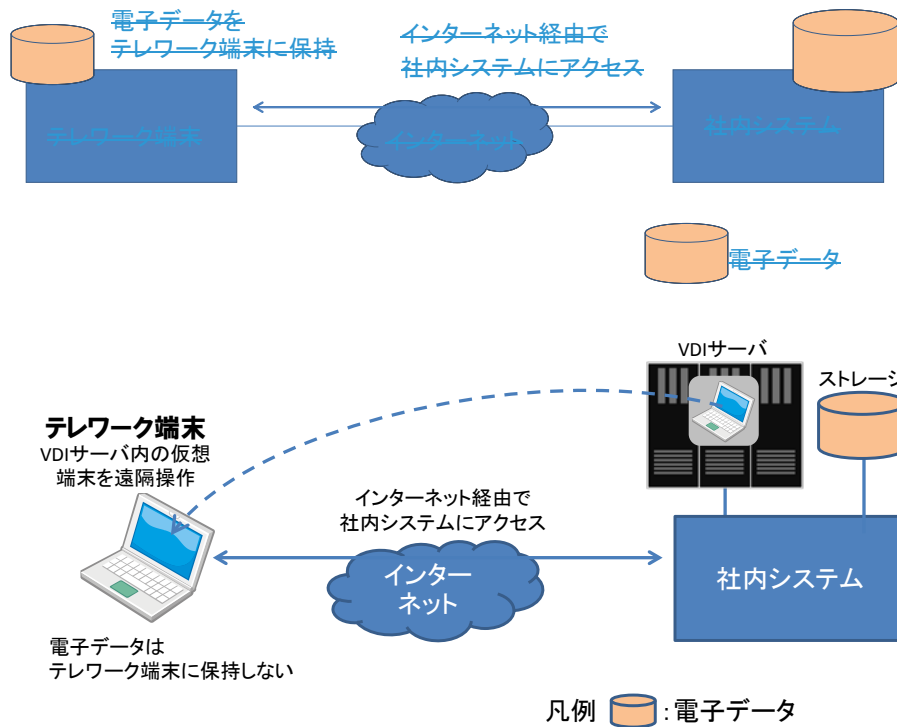 電子データを
テレワーク端末に保持
インターネット経由で
社内システムにアクセス
テレワーク端末
インターネット
社内システム
電子データ
VDIサーバ
ストレージ
テレワーク端末
VDIサーバ内の仮想
端末を遠隔操作
インターネット経由で
社内システムにアクセス
インター
ネット
社内システム
電子データは
テレワーク端末に保持しない
凡例 :電子データ